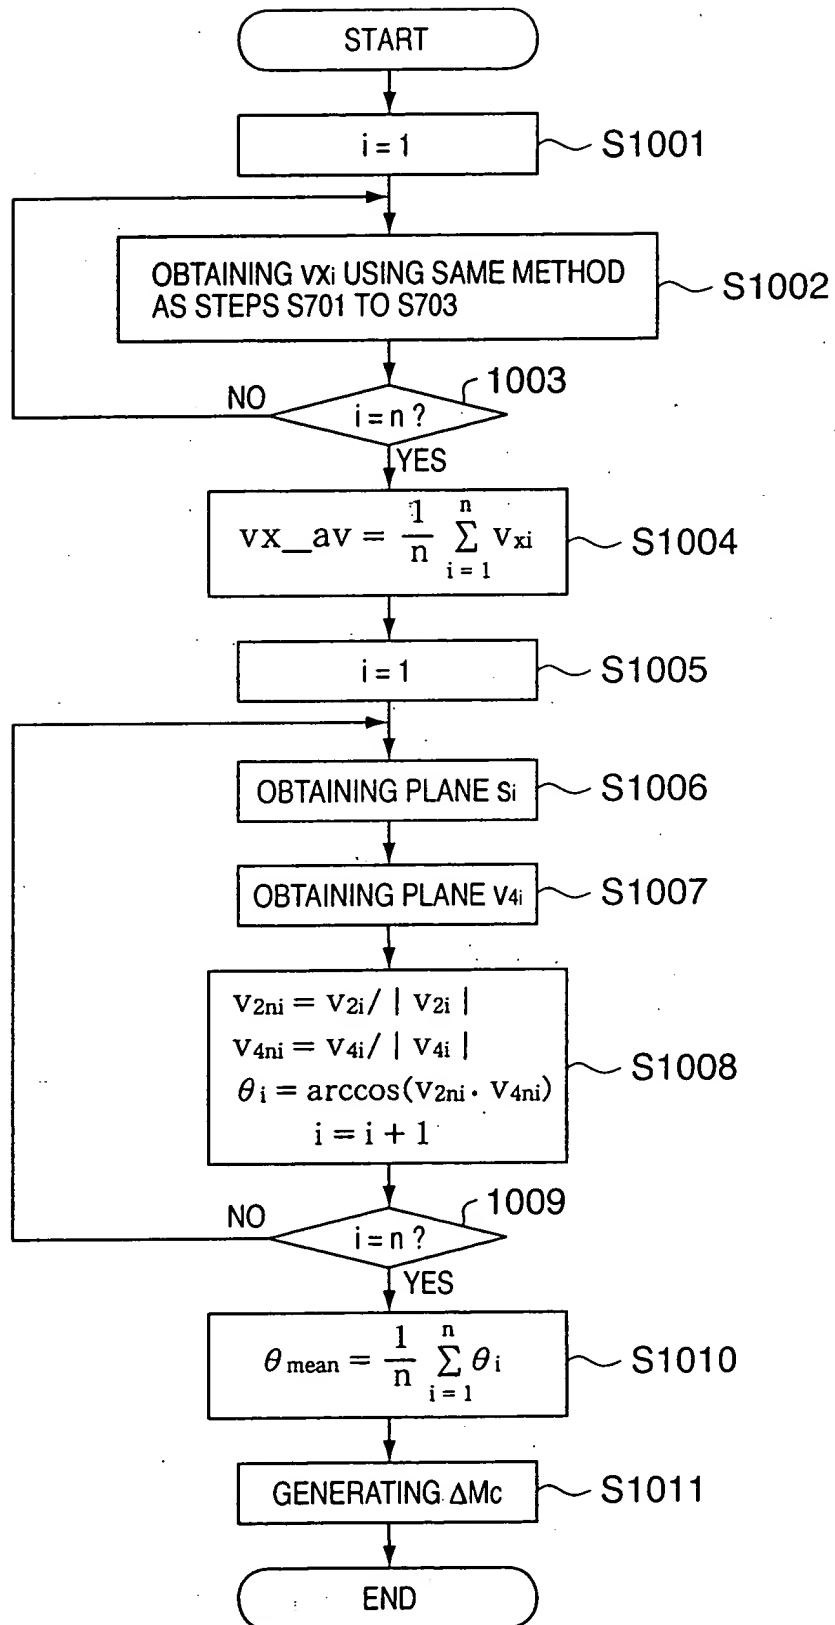 START
i = 1
S1001
OBTAINING vxi USING SAME METHOD
AS STEPS S701 TO S703
S1002
1003
NO
i = n ?
YES
vx_av = 1/n Σ i = 1 n vxi
S1004
i = 1
S1005
OBTAINING PLANE Si
S1006
OBTAINING PLANE V4i
S1007
V2ni = V2i / | V2i |
V4ni = V4i / | V4i |
θi = arccos(V2ni · V4ni)
i = i + 1
S1008
1009
NO
i = n ?
YES
θmean = 1/n Σ i = 1 n θi
S1010
GENERATING ΔMc
S1011
END